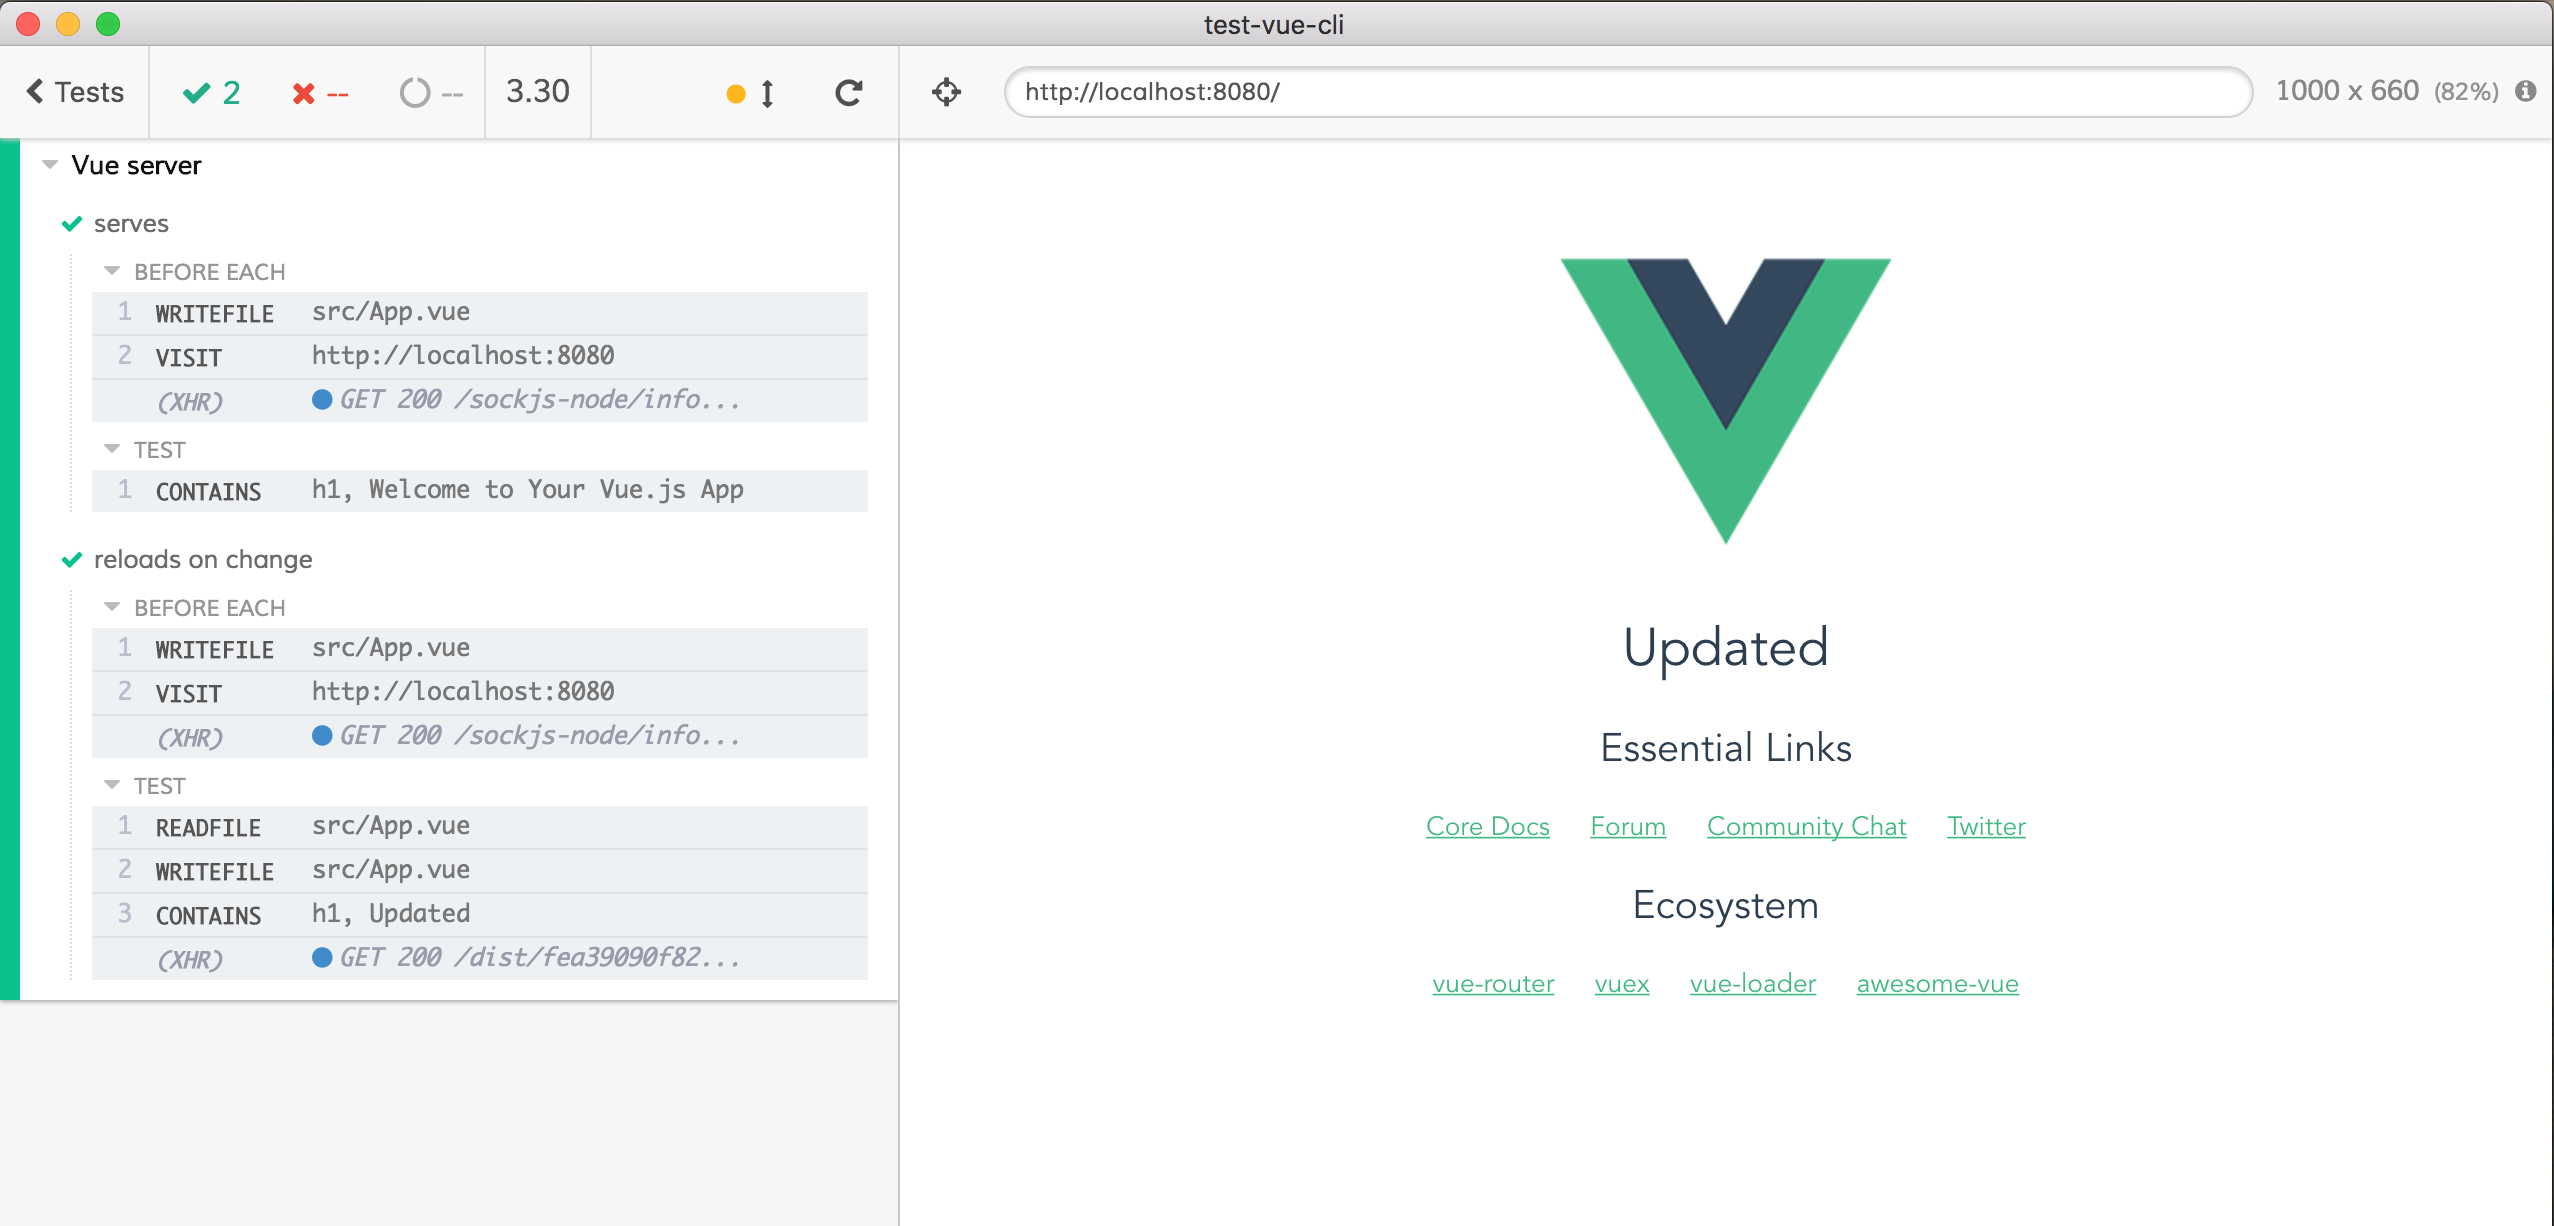 test-vue-cli
Tests 2 -- -- 3.30 http://localhost:8080/ 1000 x 660 (82%)
Vue server
serves
BEFORE EACH
1 WRITEFILE src/App.vue
2 VISIT http://localhost:8080
(XHR) GET 200 /sockjs-node/info...
TEST
1 CONTAINS h1, Welcome to Your Vue.js App
reloads on change
BEFORE EACH
1 WRITEFILE src/App.vue
2 VISIT http://localhost:8080
(XHR) GET 200 /sockjs-node/info...
TEST
1 READFILE src/App.vue
2 WRITEFILE src/App.vue
3 CONTAINS h1, Updated
(XHR) GET 200 /dist/fea39090f82...
Updated
Essential Links
Core Docs Forum Community Chat Twitter
Ecosystem
vue-router vuex vue-loader awesome-vue